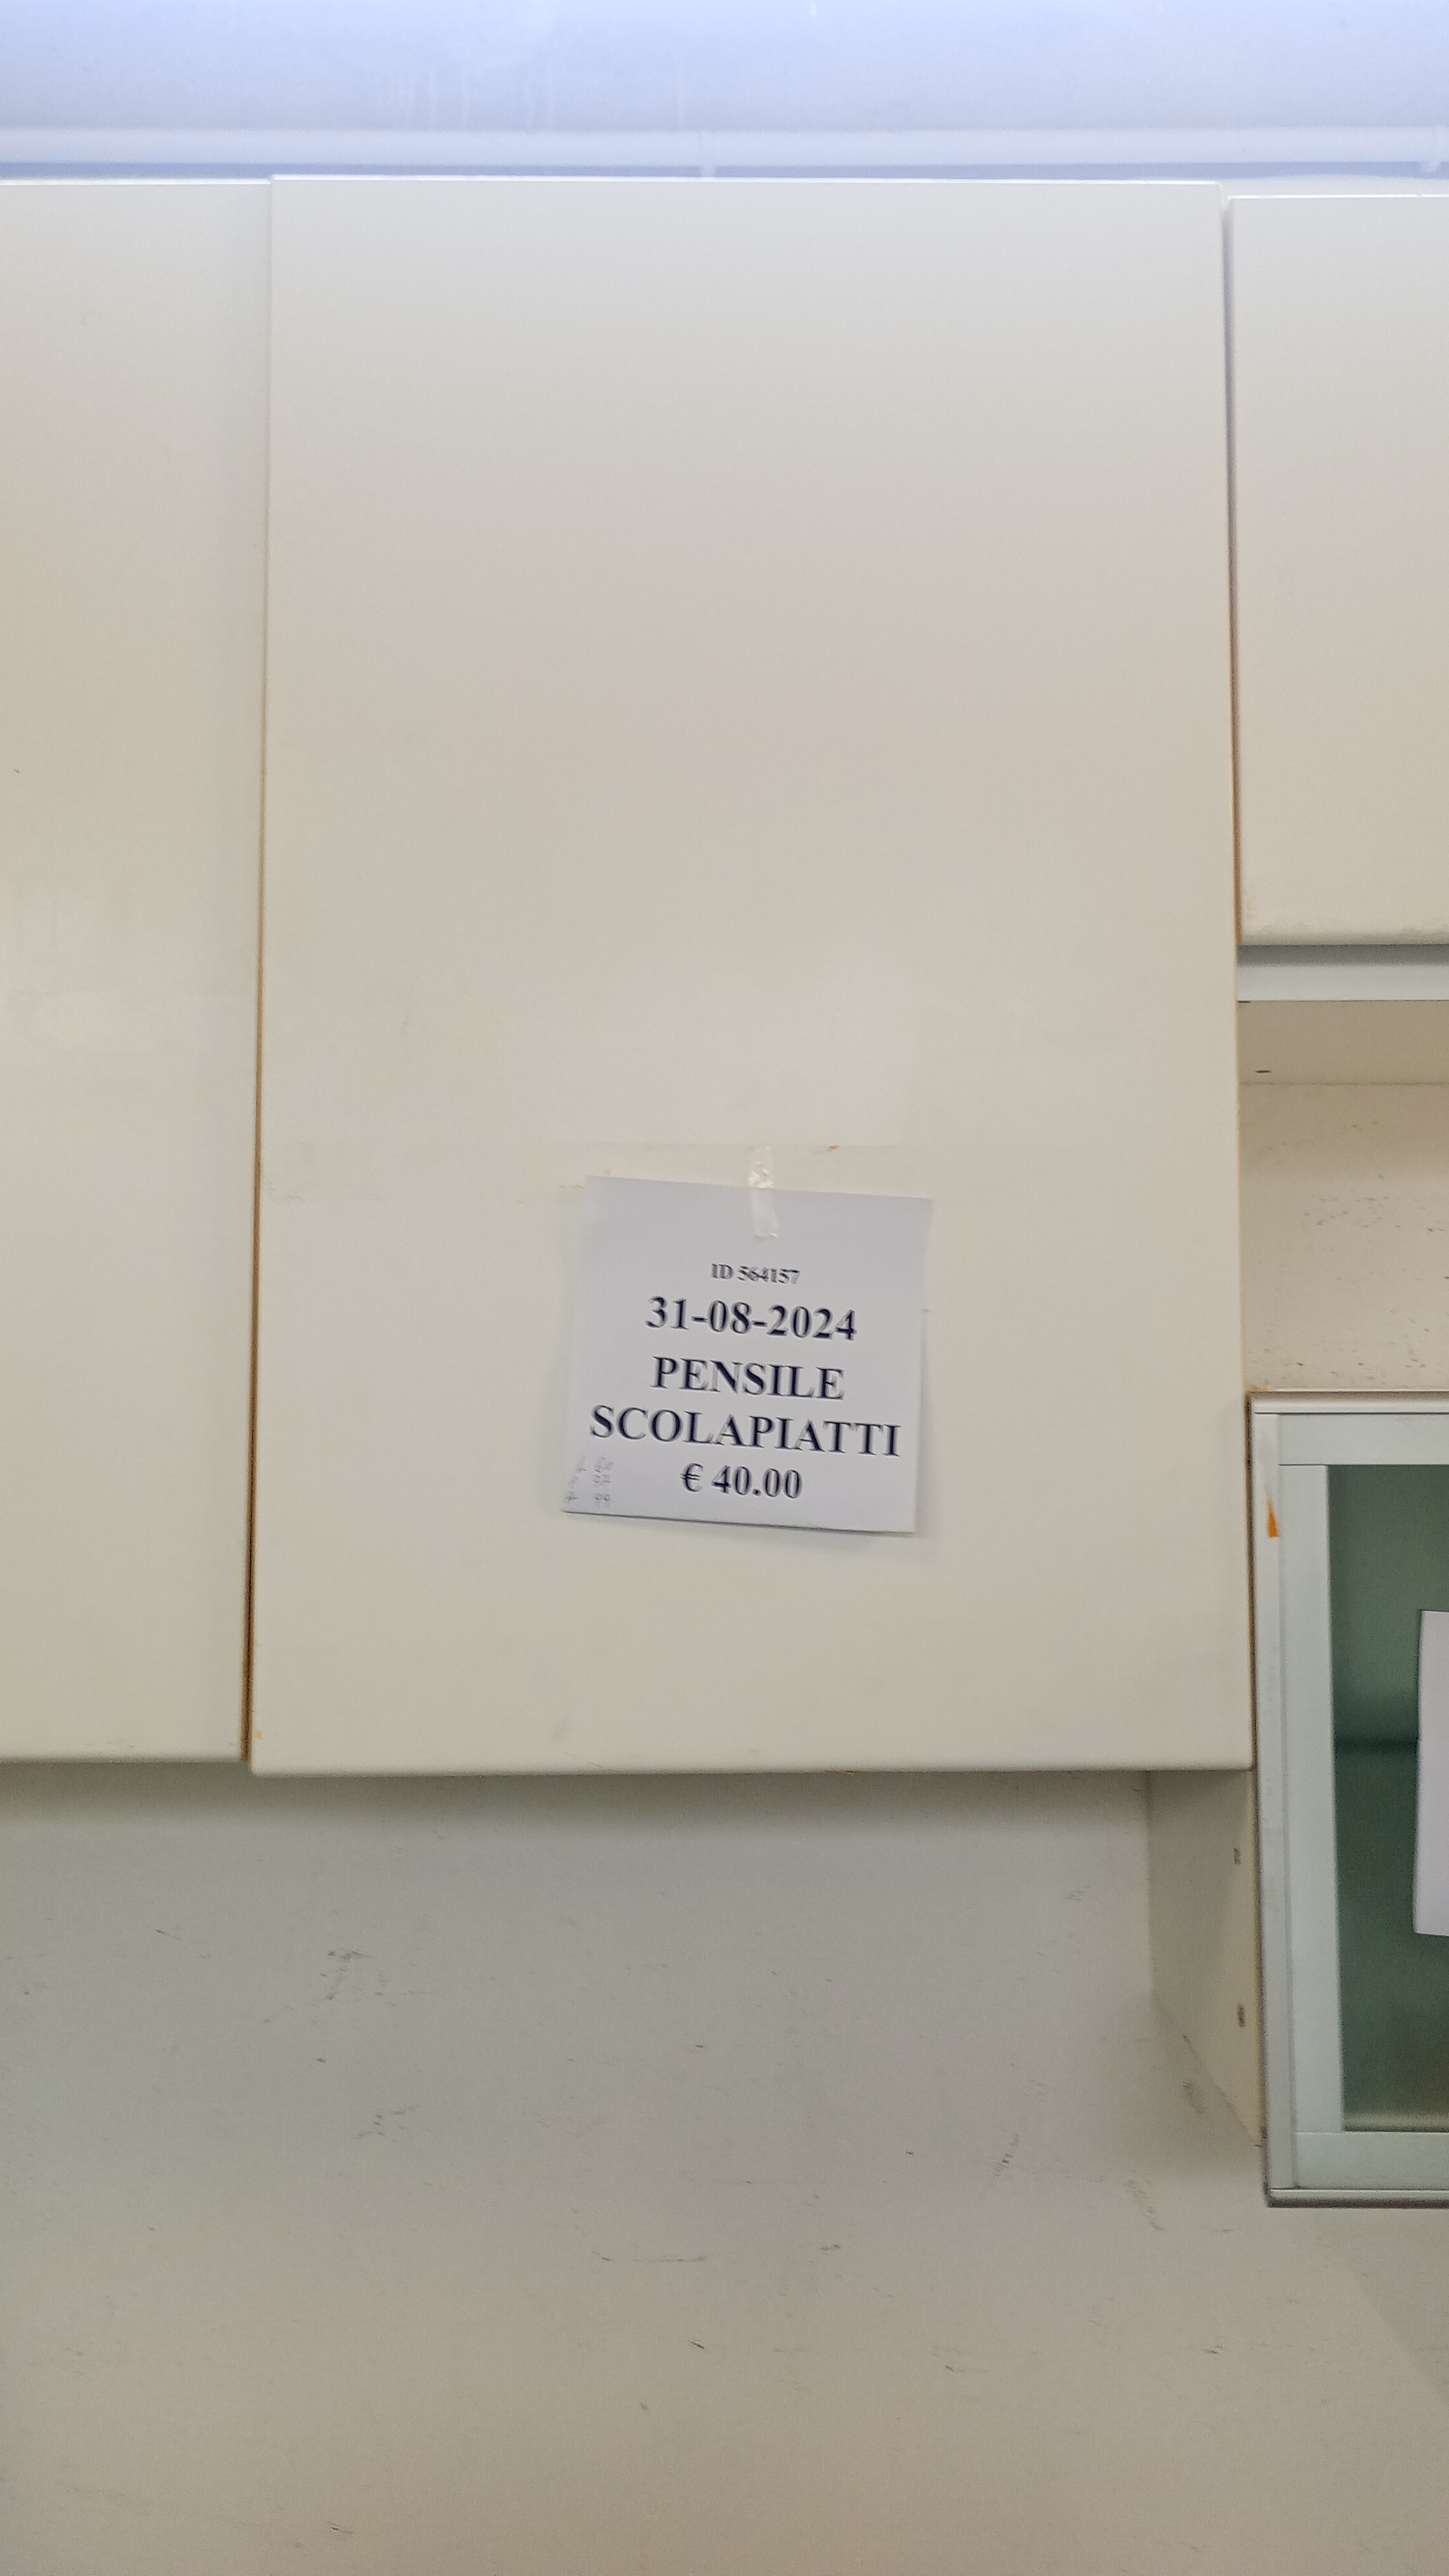 ID 564157
31-08-2024
PENSILE
SCOLAPIATTI
€ 40.00